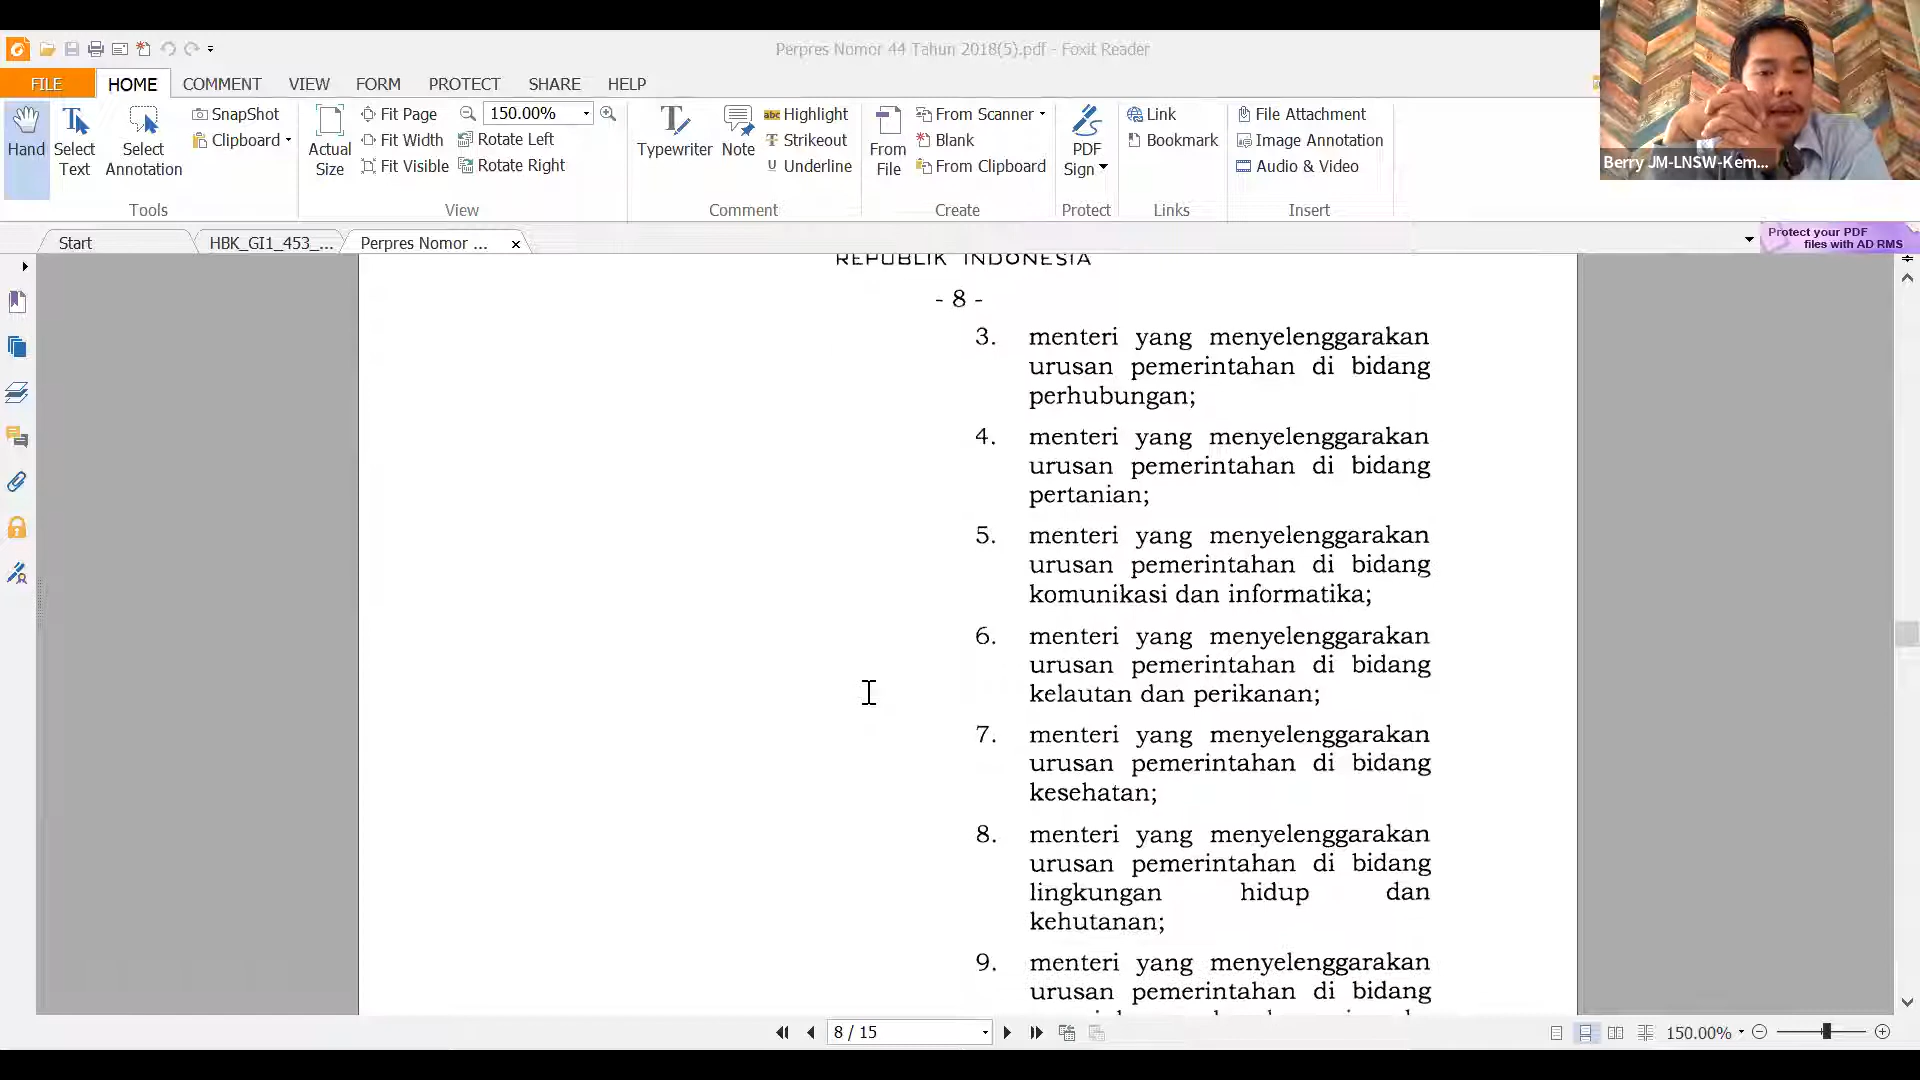 Perpres Nomor 44 Tahun 2018(5).pdf - Foxit Reader
FILE HOME COMMENT VIEW FORM PROTECT SHARE HELP
Hand
Select Text
Select Annotation
SnapShot
Clipboard
Tools
Actual Size
Fit Page
Fit Width
Fit Visible
150.00%
Rotate Left
Rotate Right
View
Typewriter
Note
Highlight
Strikeout
Underline
Comment
From File
From Scanner
Blank
From Clipboard
Create
PDF Sign
Protect
Link
Bookmark
Links
File Attachment
Image Annotation
Audio & Video
Insert
Berry JM-LNSW-Kem...
Start
HBK_GI1_453_...
Perpres Nomor ...
Protect your PDF
files with AD RMS
REPUBLIK INDONESIA
- 8 -
3. menteri yang menyelenggarakan
urusan pemerintahan di bidang
perhubungan;
4. menteri yang menyelenggarakan
urusan pemerintahan di bidang
pertanian;
5. menteri yang menyelenggarakan
urusan pemerintahan di bidang
komunikasi dan informatika;
6. menteri yang menyelenggarakan
urusan pemerintahan di bidang
kelautan dan perikanan;
7. menteri yang menyelenggarakan
urusan pemerintahan di bidang
kesehatan;
8. menteri yang menyelenggarakan
urusan pemerintahan di bidang
lingkungan hidup dan
kehutanan;
9. menteri yang menyelenggarakan
urusan pemerintahan di bidang
8 / 15
150.00%